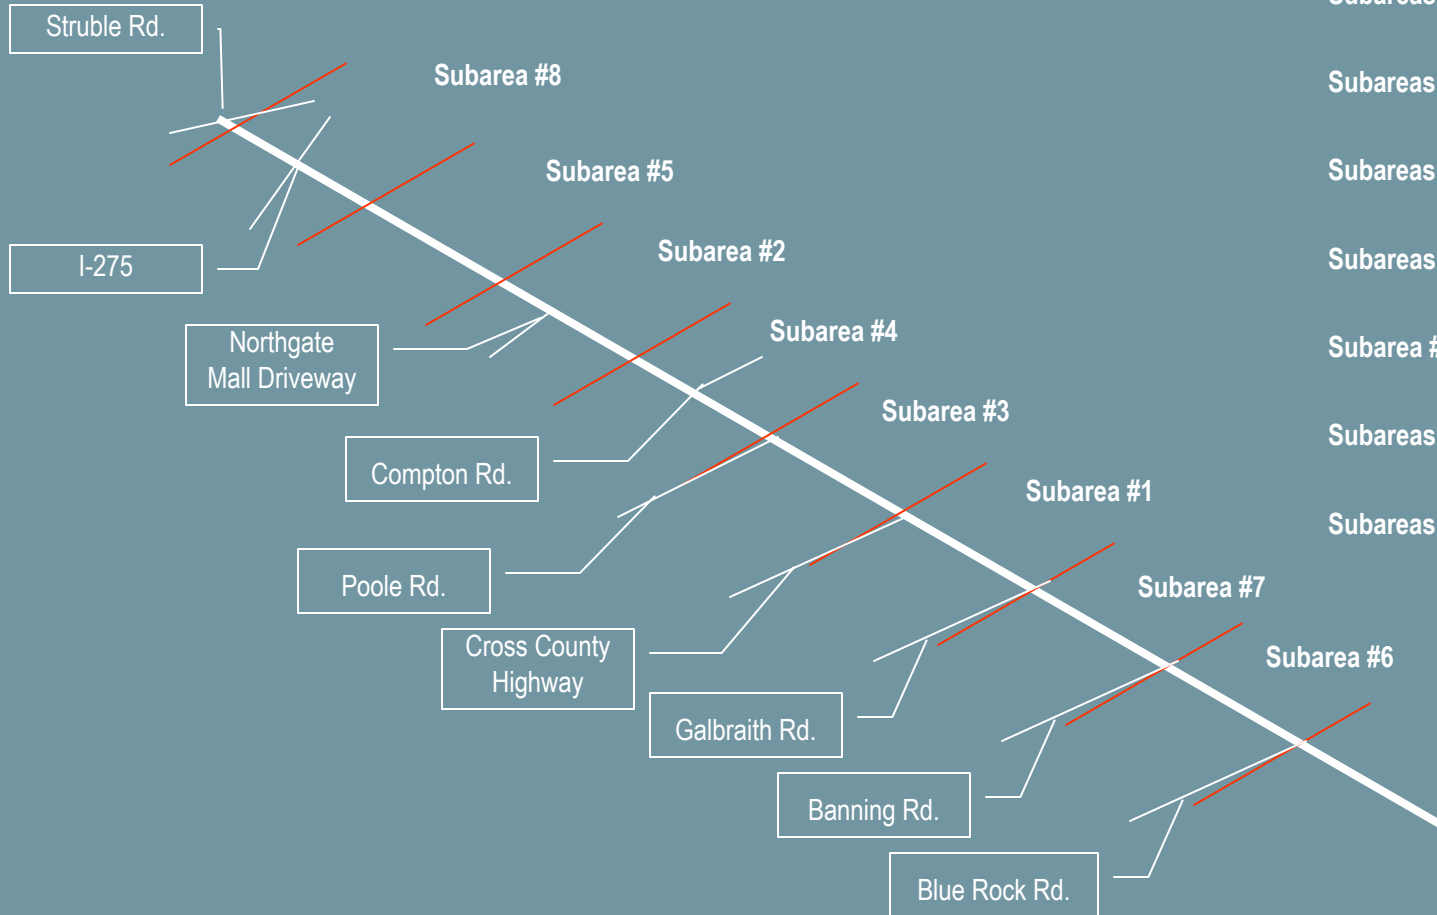 Struble Rd.
Subarea #8
Subareas
Subarea #5
Subareas
Subarea #2
Subareas
I-275
Subarea #4
Subarea #
Northgate
Mall Driveway
Subarea #3
Subareas
Compton Rd.
Subarea #1
Subareas
Poole Rd.
Subarea #7
Cross County
Highway
Subarea #6
Galbraith Rd.
Banning Rd.
Blue Rock Rd.